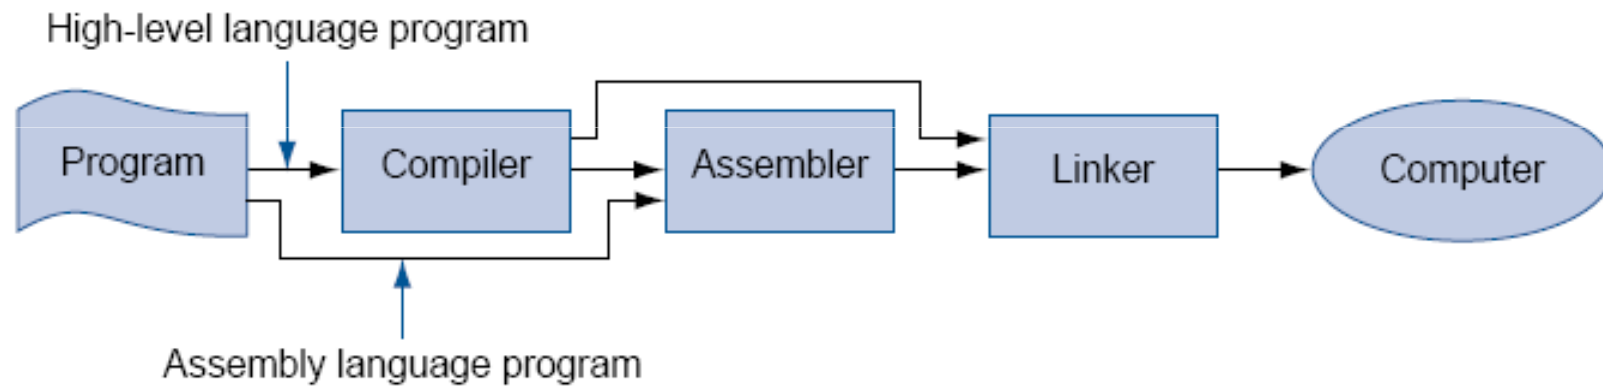 High-level language program
Program
Compiler
Assembler
Linker
Computer
Assembly language program